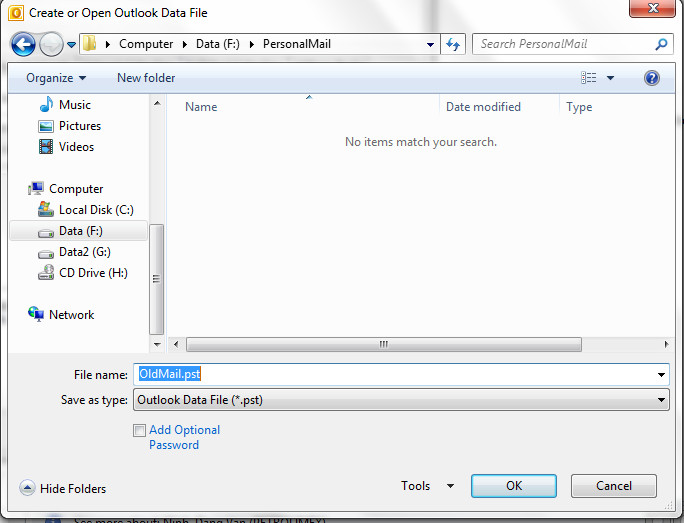 Create or Open Outlook Data File
Computer Data (F:) PersonalMail
Search PersonalMail
Organize New folder
Music
Pictures
Videos
Computer
Local Disk (C:)
Data (F:)
Data2 (G:)
CD Drive (H:)
Network
Name Date modified Type
No items match your search.
File name: OldMail.pst
Save as type: Outlook Data File (*.pst)
Add Optional
Password
Hide Folders Tools OK Cancel
See more about: Ninh, Dang Van (PETROLIMEX)